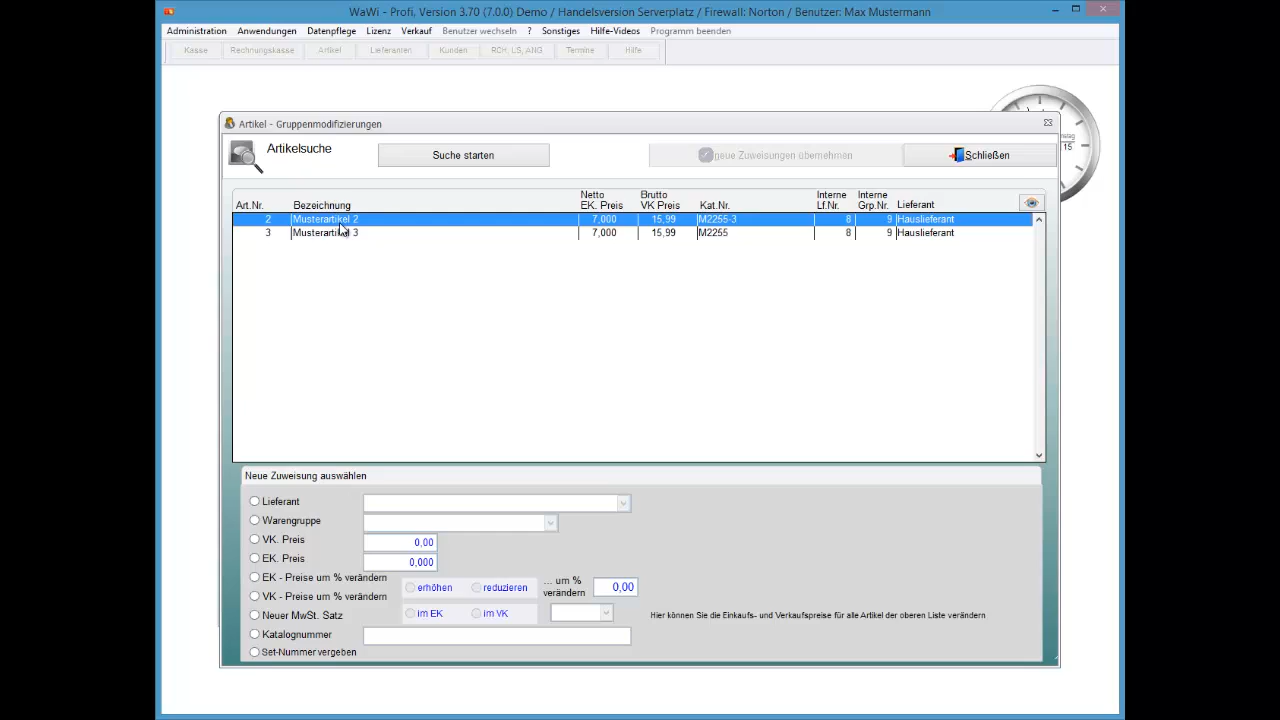 WaWi - Profi, Version 3.70 (7.0.0) Demo / Handelsversion Serverplatz / Firewall: Norton / Benutzer: Max Mustermann
Administration Anwendungen Datenpflege Lizenz Verkauf Benutzer wechseln ? Sonstiges Hilfe-Videos Programm beenden
Kasse Rechnungskasse Artikel Lieferanten Kunden RCH, LS, ANG Termine Hilfe
15
Artikel - Gruppenmodifizierungen
Artikelsuche Suche starten neue Zuweisungen übernehmen Schließen
Art.Nr. Bezeichnung Netto EK. Preis Brutto VK Preis Kat.Nr. Interne Lf.Nr. Interne Grp.Nr. Lieferant
2 Musterartikel 2 7,000 15,99 M2255-3 8 9 Hauslieferant
3 Musterartikel 3 7,000 15,99 M2255 8 9 Hauslieferant
Neue Zuweisung auswählen
Lieferant
Warengruppe
VK. Preis 0,00
EK. Preis 0,000
EK - Preise um % verändern erhöhen reduzieren ... um % verändern 0,00
VK - Preise um % verändern
Neuer MwSt. Satz im EK im VK Hier können Sie die Einkaufs- und Verkaufspreise für alle Artikel der oberen Liste verändern
Katalognummer
Set-Nummer vergeben